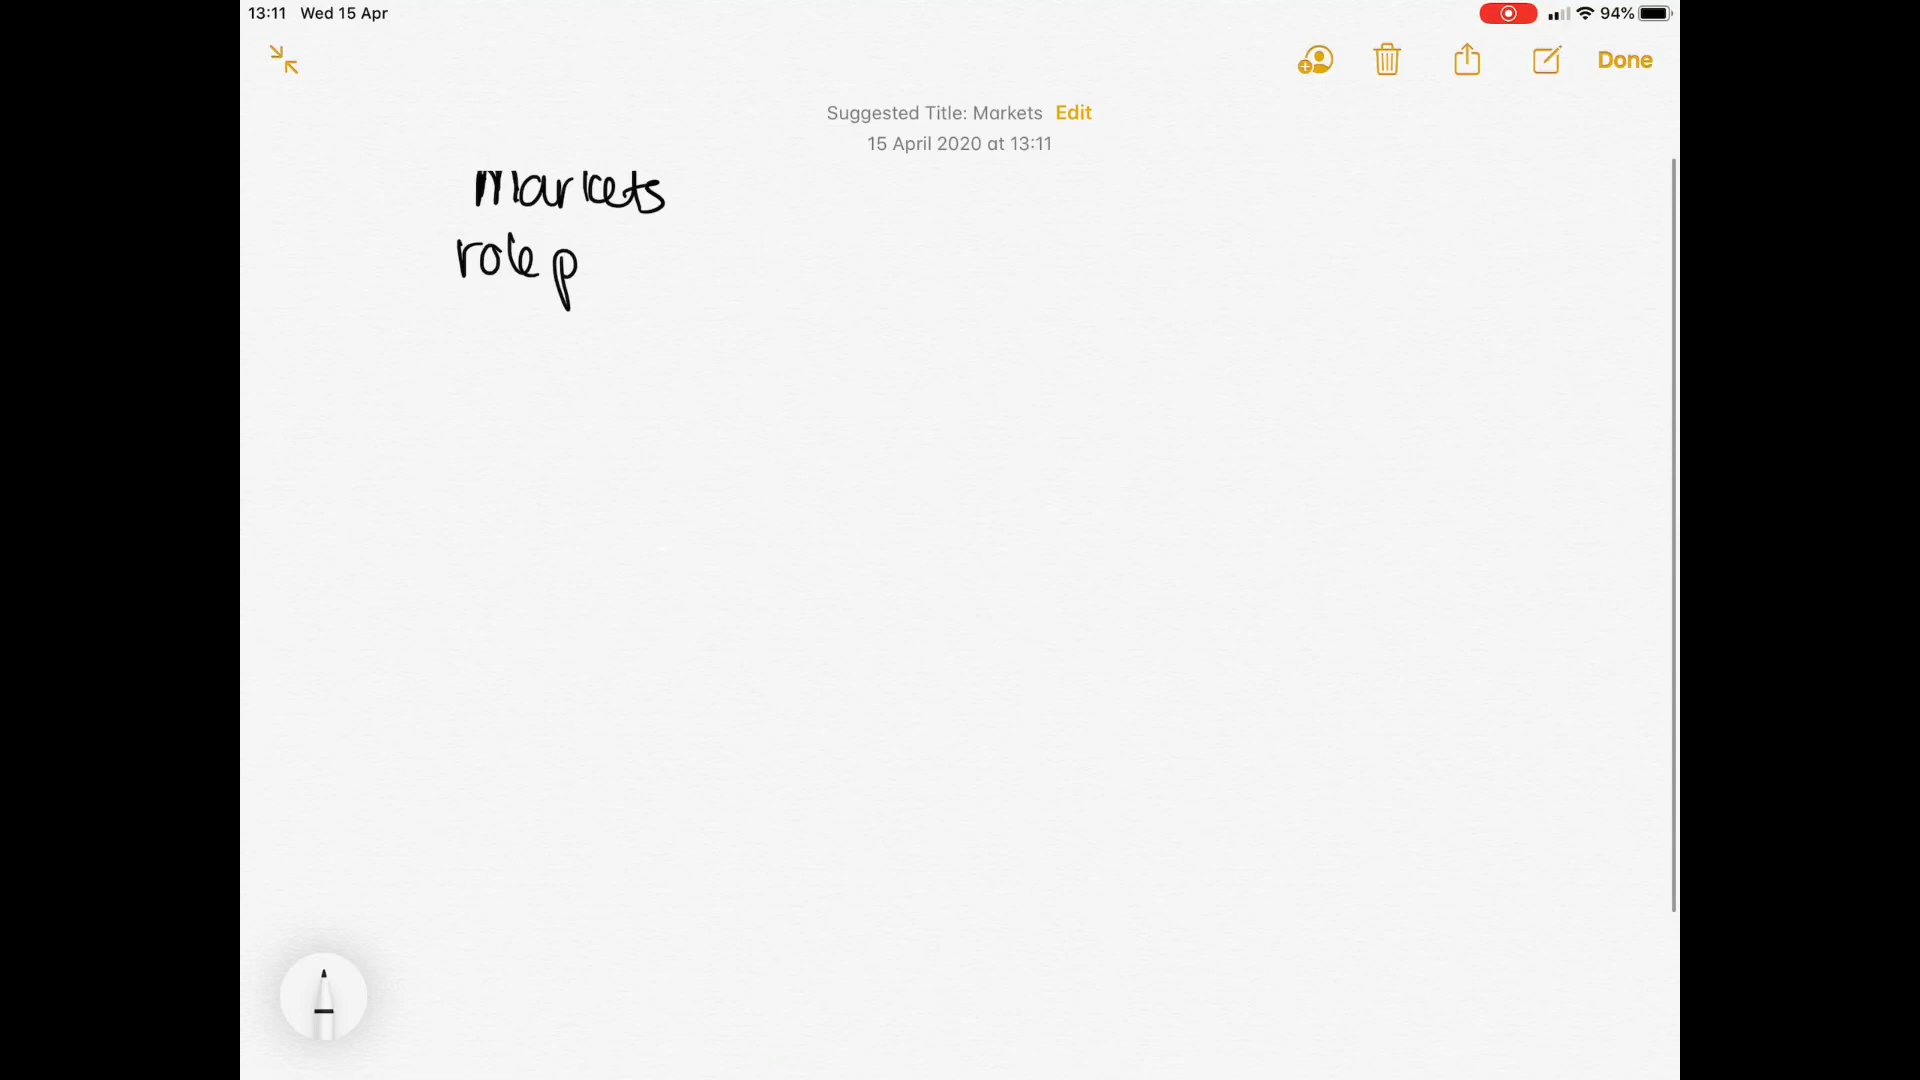 13:11 Wed 15 Apr 94%
Done
Suggested Title: Markets Edit
15 April 2020 at 13:11
Markets
role p